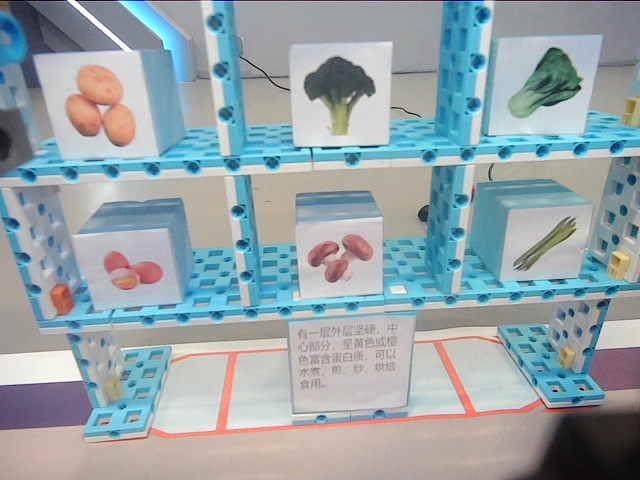 有一层外层坚硬，中
心部分，呈黄色或橙
色富含蛋白质，可以
水煮、煎、炒、烘焙
食用。